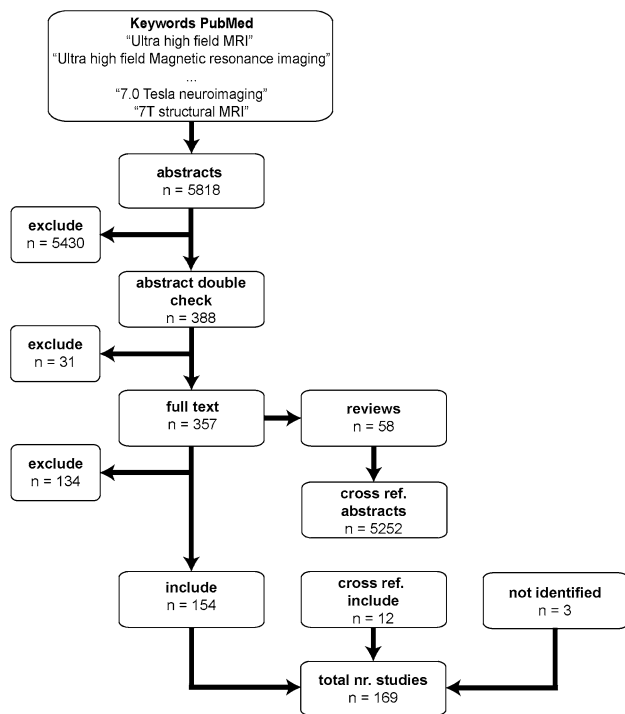 Keywords PubMed
“Ultra high field MRI”
“Ultra high field Magnetic resonance imaging”
...
“7.0 Tesla neuroimaging”
“7T structural MRI”
abstracts
n = 5818
exclude
n = 5430
abstract double
check
n = 388
exclude
n = 31
full text
n = 357
reviews
n = 58
exclude
n = 134
cross ref.
abstracts
n = 5252
include
n = 154
cross ref.
include
n = 12
not identified
n = 3
total nr. studies
n = 169